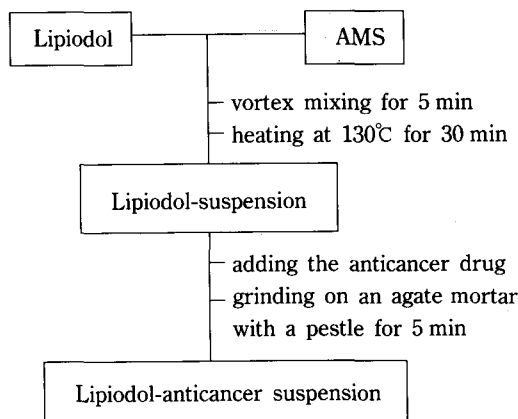 Lipiodol
AMS
vortex mixing for 5 min
heating at 130℃ for 30 min
Lipiodol-suspension
adding the anticancer drug
grinding on an agate mortar
with a pestle for 5 min
Lipiodol-anticancer suspension